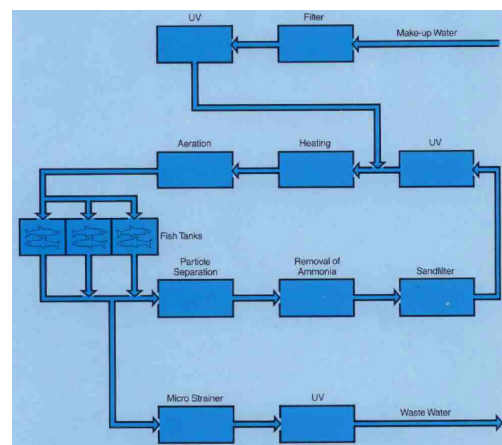 UV
Filter
Make-up Water
Aeration
Heating
UV
Fish Tanks
Particle
Separation
Removal of
Ammonia
Sandfilter
Micro Strainer
UV
Waste Water